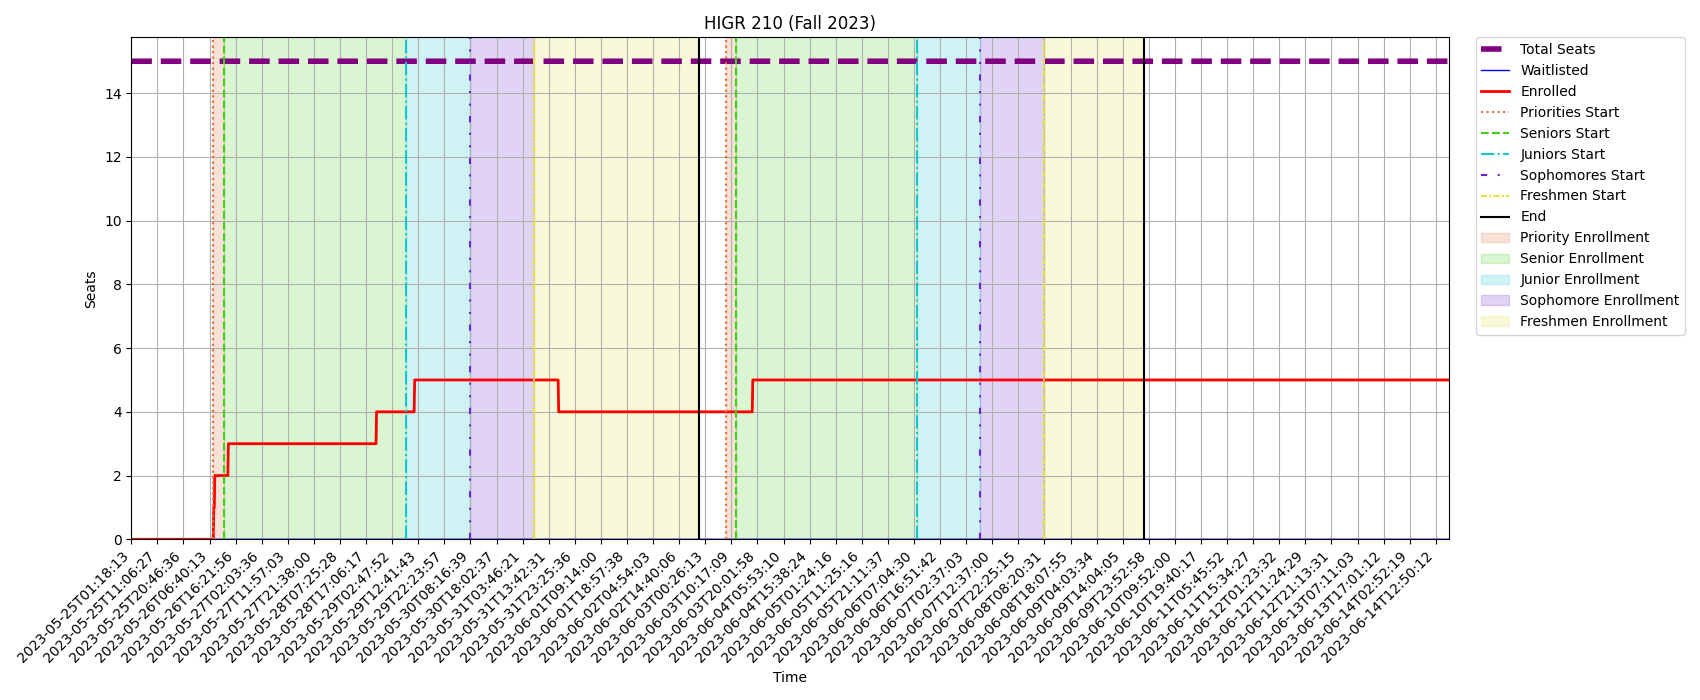 HIGR 210 (Fall 2023)
Seats
14
12
10
8
6
4
2
0
2023-05-25T01:18:13
2023-05-25T11:06:27
2023-05-25T20:46:36
2023-05-26T06:40:13
2023-05-26T16:21:56
2023-05-27T02:03:36
2023-05-27T11:57:03
2023-05-27T21:38:00
2023-05-28T07:25:28
2023-05-28T17:06:17
2023-05-29T02:47:52
2023-05-29T12:41:43
2023-05-29T22:23:57
2023-05-30T08:16:39
2023-05-30T18:02:37
2023-05-31T03:46:21
2023-05-31T13:42:31
2023-05-31T23:25:36
2023-06-01T09:14:00
2023-06-01T18:57:38
2023-06-02T04:54:03
2023-06-02T14:40:06
2023-06-03T00:26:13
2023-06-03T10:17:09
2023-06-03T20:01:58
2023-06-04T05:53:10
2023-06-04T15:38:24
2023-06-05T01:24:16
2023-06-05T11:25:16
2023-06-05T21:11:37
2023-06-06T07:04:30
2023-06-06T16:51:42
2023-06-07T02:37:03
2023-06-07T12:37:00
2023-06-07T22:25:15
2023-06-08T08:20:31
2023-06-08T18:07:55
2023-06-09T04:03:34
2023-06-09T14:04:05
2023-06-09T23:52:58
2023-06-10T09:52:00
2023-06-10T19:40:17
2023-06-11T05:45:52
2023-06-11T15:34:27
2023-06-12T01:23:32
2023-06-12T11:24:29
2023-06-12T21:13:31
2023-06-13T07:11:03
2023-06-13T17:01:12
2023-06-14T02:52:19
2023-06-14T12:50:12
Time
Total Seats
Waitlisted
Enrolled
Priorities Start
Seniors Start
Juniors Start
Sophomores Start
Freshmen Start
End
Priority Enrollment
Senior Enrollment
Junior Enrollment
Sophomore Enrollment
Freshmen Enrollment